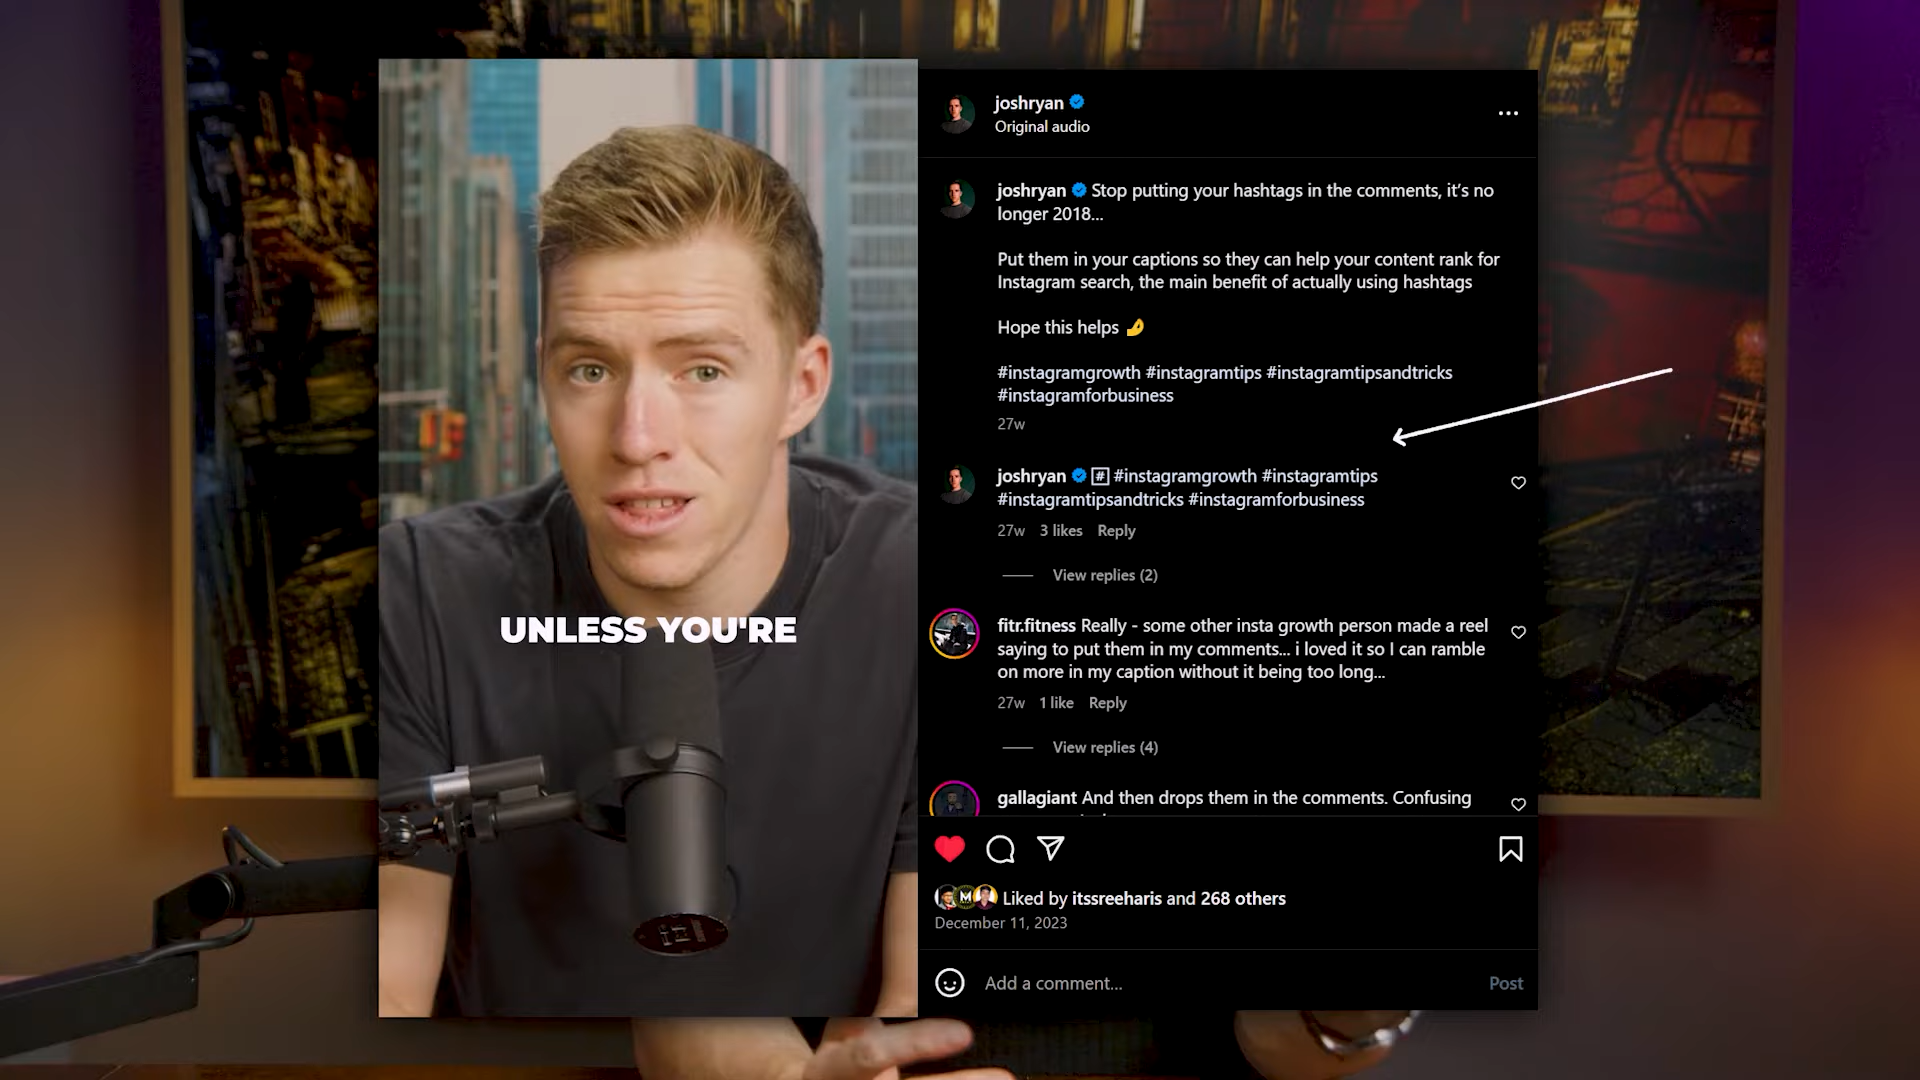 UNLESS YOU'RE
joshryan
Original audio
joshryan Stop putting your hashtags in the comments, it’s no
longer 2018...
Put them in your captions so they can help your content rank for
Instagram search, the main benefit of actually using hashtags
Hope this helps 🤌
#instagramgrowth #instagramtips #instagramtipsandtricks
#instagramforbusiness
27w
joshryan #️⃣ #instagramgrowth #instagramtips
#instagramtipsandtricks #instagramforbusiness
27w 3 likes Reply
View replies (2)
fitr.fitness Really - some other insta growth person made a reel
saying to put them in my comments... i loved it so I can ramble
on more in my caption without it being too long...
27w 1 like Reply
View replies (4)
gallagiant And then drops them in the comments. Confusing
M
Liked by itssreeharis and 268 others
December 11, 2023
Add a comment...
Post